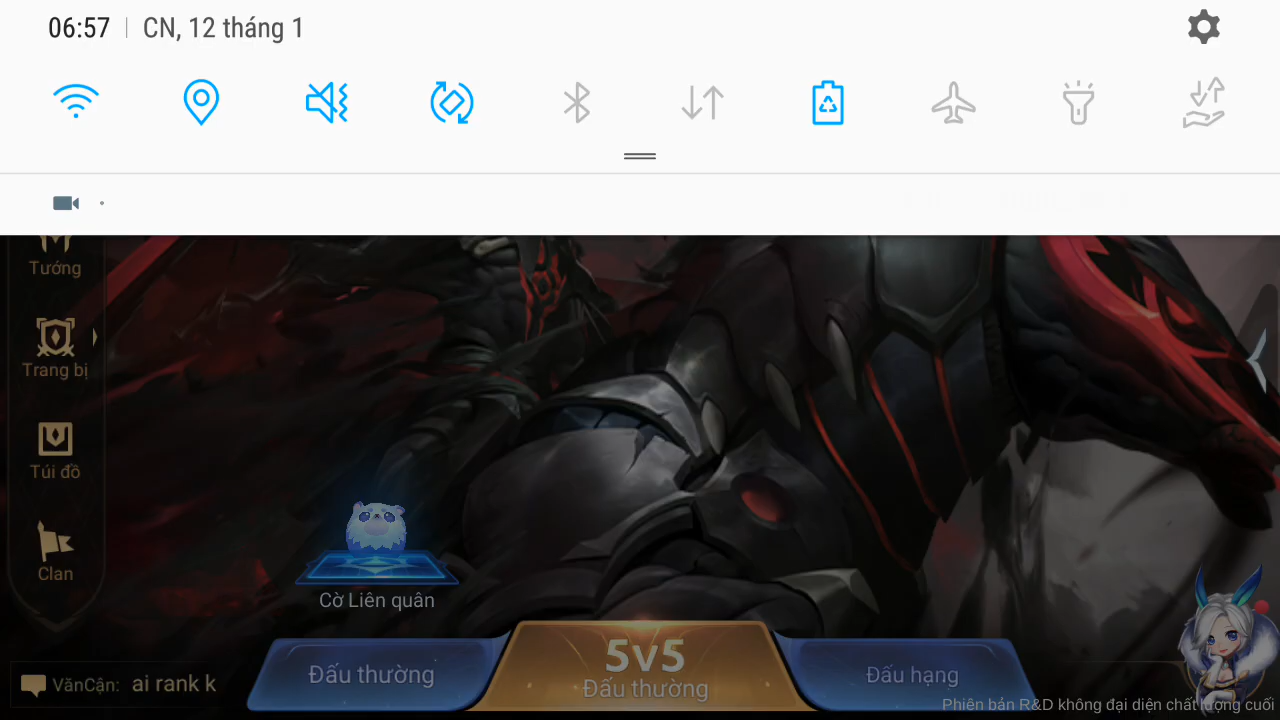 06:57 | CN, 12 tháng 1
Tướng
Trang bị
Túi đồ
Clan
Cờ Liên quân
Đấu thường
5v5
Đấu thường
Đấu hạng
VănCận: ai rank k
Phiên bản R&D không đại diện chất lượng cuối